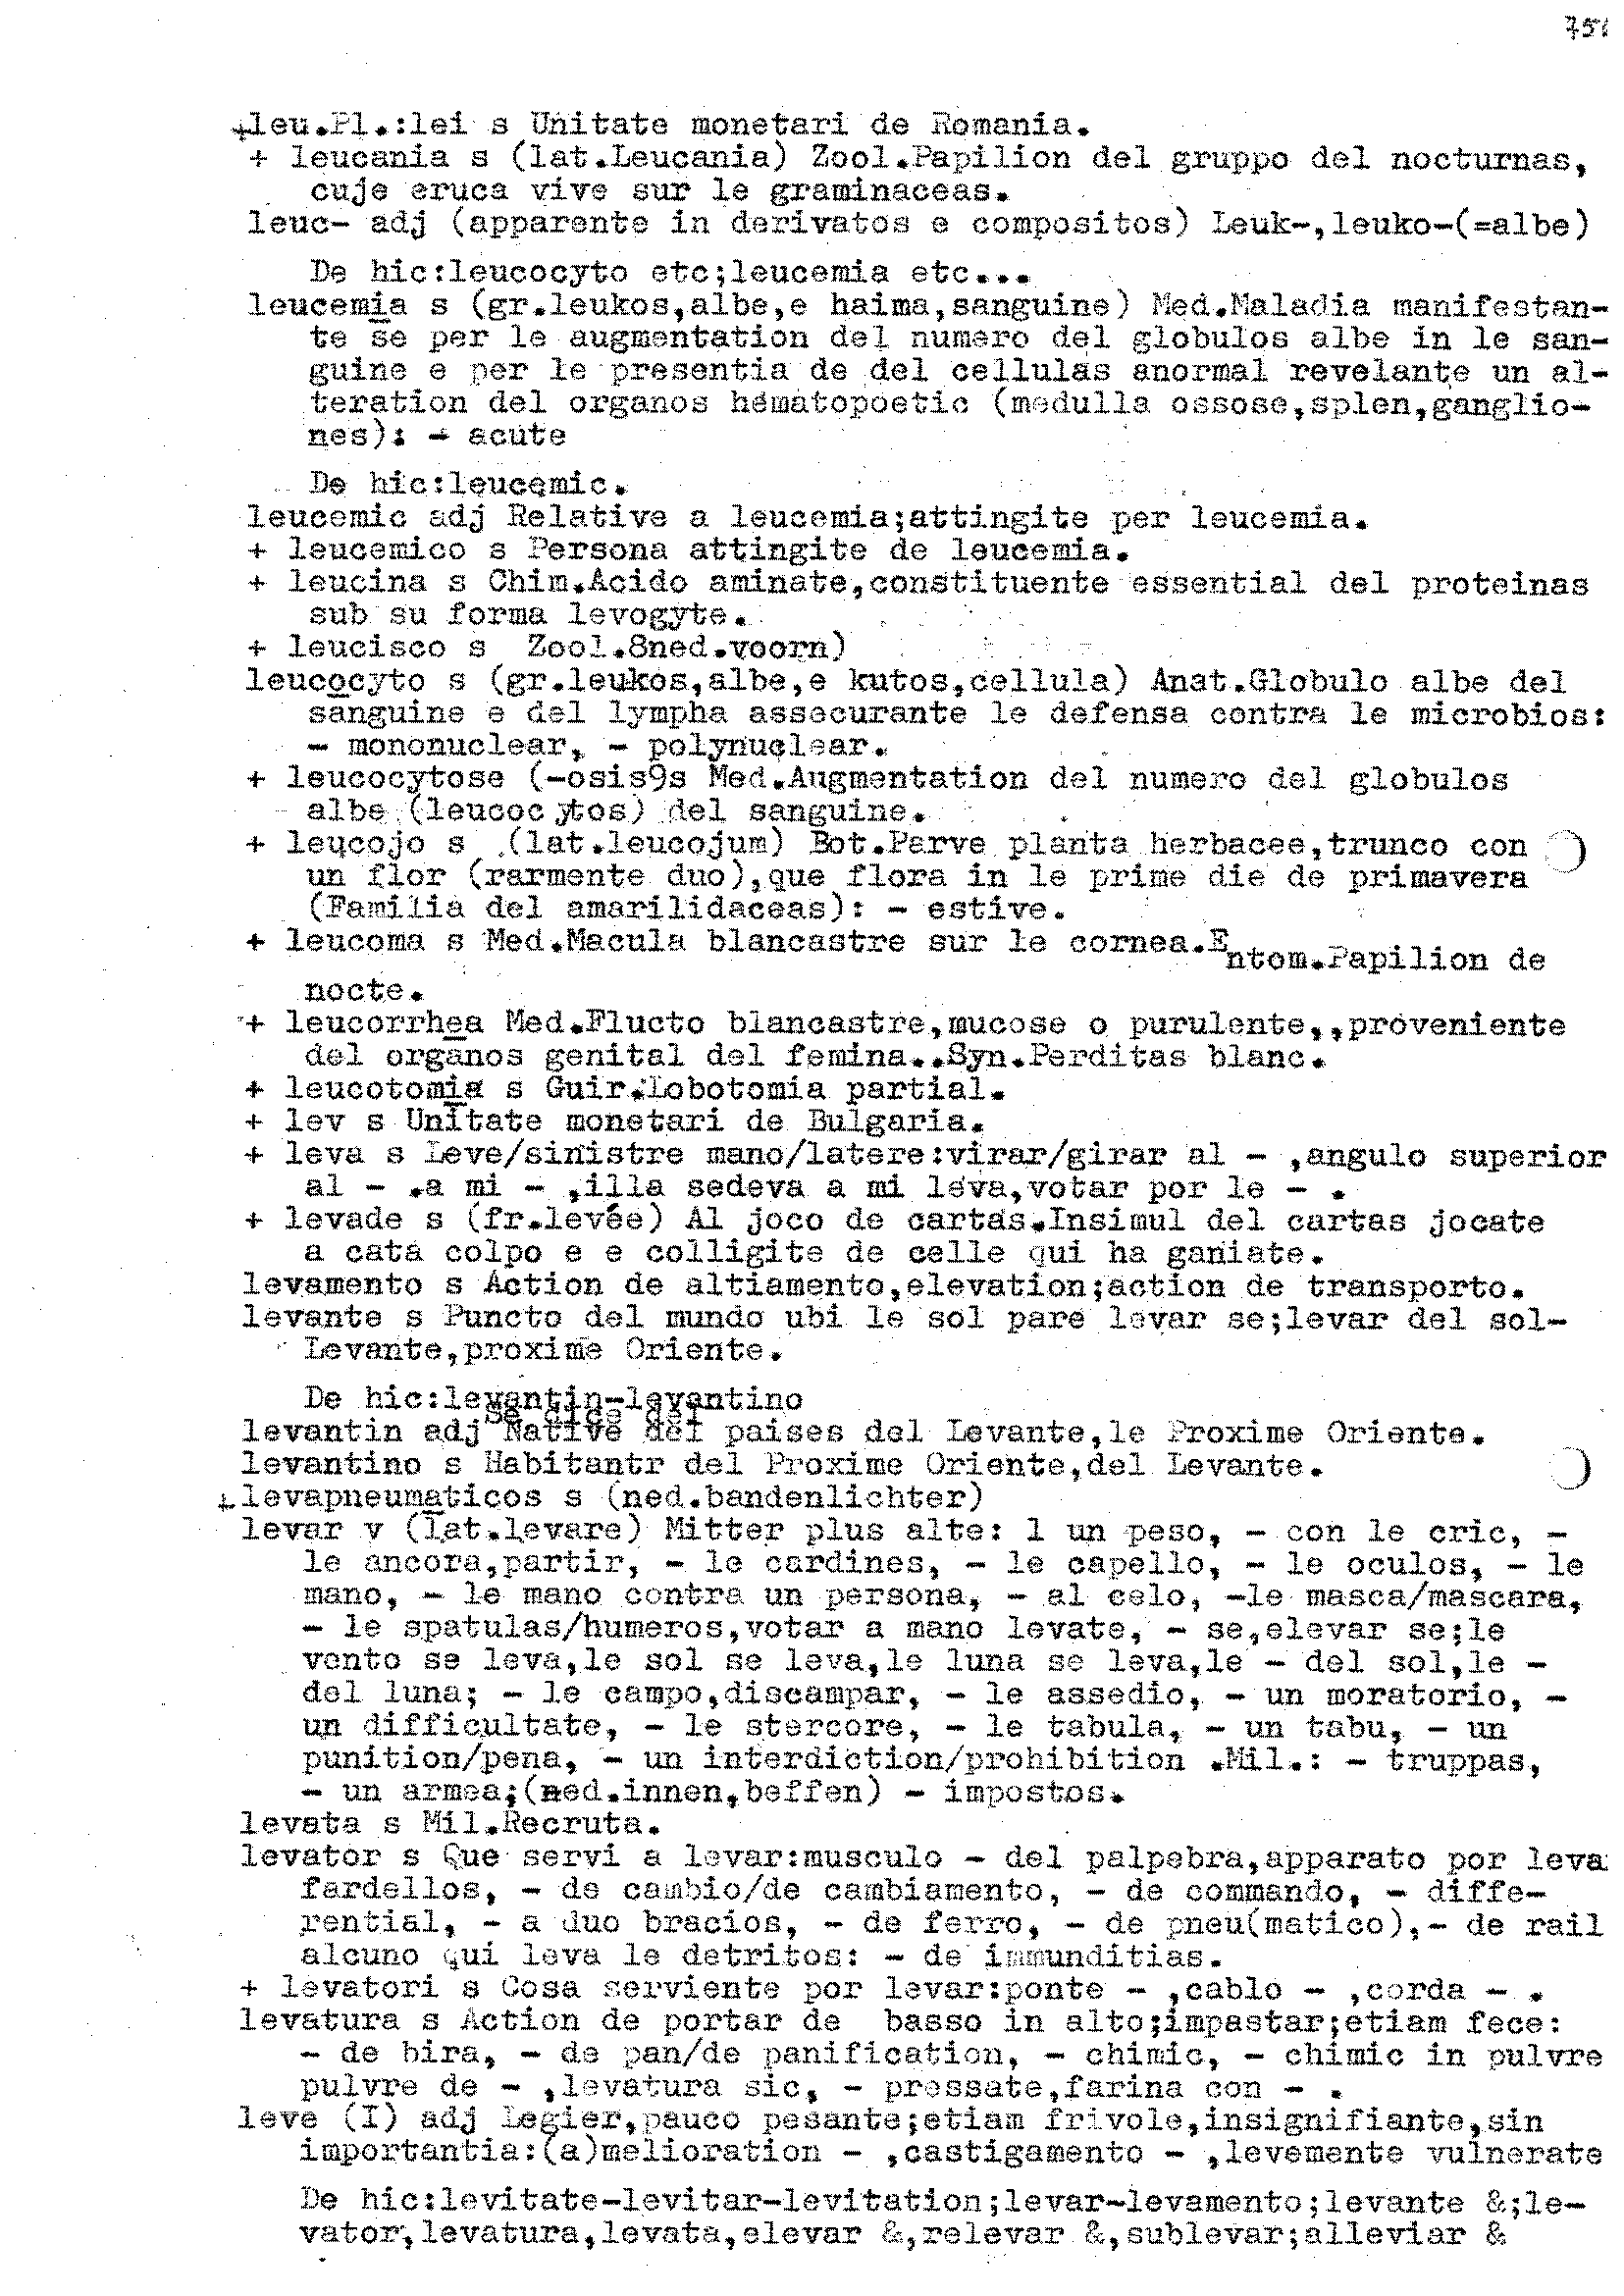 +leu.Pl.:lei s Unitate monetari de Romania.
+ leucania s (lat.Leucania) Zool.Papilion del gruppo del nocturnas,
cuje eruca vive sur le graminaceas.
leuc- adj (apparente in derivatos e compositos) Leuk-,leuko-(=albe)
De hic:leucocyto etc;leucemia etc...
leucemia s (gr.leukos,albe,e haima,sanguine) Med.Maladia manifestan-
te se per le augmentation del numero del globulos albe in le san-
guine e per le presentia de del cellulas anormal revelante un al-
teration del organos hematopoetic (medulla ossose,splen,ganglio-
nes): - acute
De hic:leucemic.
leucemic adj Relative a leucemia;attingite per leucemia.
+ leucemico s Persona attingite de leucemia.
+ leucina s Chim.Acido aminate,constituente essential del proteinas
sub su forma levogyte.
+ leucisco s Zool.8ned.voorn)
leucocyto s (gr.leukos,albe,e kutos,cellula) Anat.Globulo albe del
sanguine e del lympha assecurante le defensa contra le microbios:
- mononuclear, - polynuclear.
+ leucocytose (-osis9s Med.Augmentation del numero del globulos
albe (leucocytos) del sanguine.
+ leucojo s (lat.leucojum) Bot.Parve planta herbacee,trunco con
un flor (rarmente duo),que flora in le prime die de primavera
(Familia del amarilidaceas): - estive.
+ leucoma s Med.Macula blancastre sur le cornea.Entom.Papilion de
nocte.
+ leucorrhea Med.Flucto blancastre,mucose o purulente,,proveniente
del organos genital del femina..Syn.Perditas blanc.
+ leucotomia s Guir.Lobotomia partial.
+ lev s Unitate monetari de Bulgaria.
+ leva s Leve/sinistre mano/latere:virar/girar al - ,angulo superior
al - .a mi - ,illa sedeva a mi leva,votar por le - .
+ levade s (fr.levée) Al joco de cartas.Insimul del cartas jocate
a cata colpo e e colligite de celle qui ha ganiate.
levamento s Action de altiamento,elevation;action de transporto.
levante s Puncto del mundo ubi le sol pare levar se;levar del sol-
Levante,proxime Oriente.
De hic:levantin-levantino
se dice del
levantin adj Native del paises del Levante,le Proxime Oriente.
levantino s Habitantr del Proxime Oriente,del Levante.
+levapneumaticos s (ned.bandenlichter)
levar v (lat.levare) Mitter plus alte: l un peso, - con le cric, -
le ancora,partir, - le cardines, - le capello, - le oculos, - le
mano, - le mano contra un persona, - al celo, -le masca/mascara,
- le spatulas/humeros,votar a mano levate, - se,elevar se;le
vento se leva,le sol se leva,le luna se leva,le - del sol,le -
del luna; - le campo,discampar, - le assedio, - un moratorio, -
un difficultate, - le stercore, - le tabula, - un tabu, - un
punition/pena, - un interdiction/prohibition .Mil.: - truppas,
- un armea;(ned.innen,beffen) - impostos.
levata s Mil.Recruta.
levator s Que servi a levar:musculo - del palpebra,apparato por leva
fardellos, - de cambio/de cambiamento, - de commando, - diffe-
rential, - a duo bracios, - de ferro, - de pneu(matico),- de rail
alcuno qui leva le detritos: - de immunditias.
+ levatori s Cosa serviente por levar:ponte - ,cablo - ,corda - .
levatura s Action de portar de basso in alto;impastar;etiam fece:
- de bira, - de pan/de panification, - chimic, - chimic in pulvre
pulvre de - ,levatura sic, - pressate,farina con - .
leve (I) adj Legier,pauco pesante;etiam frivole,insignifiante,sin
importantia:(a)melioration - ,castigamento - ,levemente vulnerate
De hic:levitate-levitar-levitation;levar-levamento;levante &;le-
vator,levatura,levata,elevar &,relevar &,sublevar;alleviar &